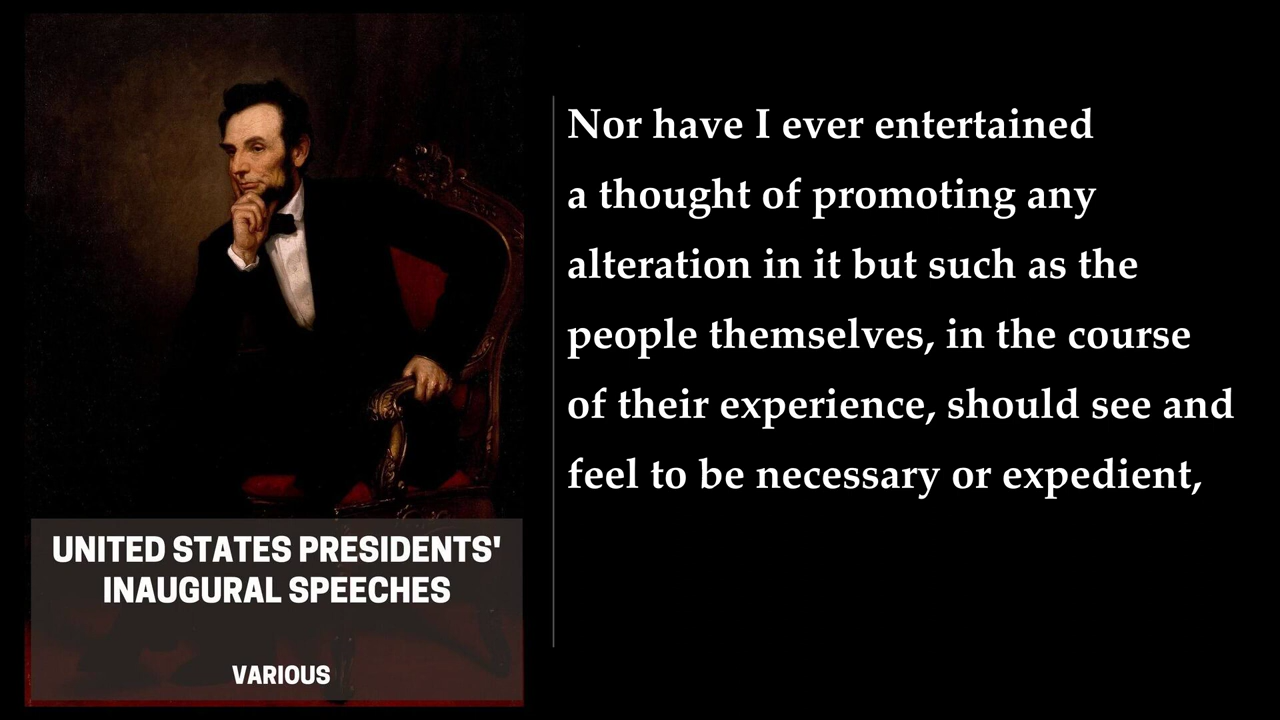 Nor have I ever entertained
a thought of promoting any
alteration in it but such as the
people themselves, in the course
of their experience, should see and
feel to be necessary or expedient,
UNITED STATES PRESIDENTS'
INAUGURAL SPEECHES
VARIOUS